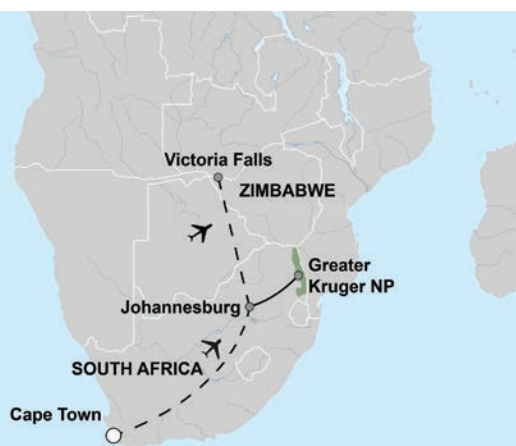 Victoria Falls
ZIMBABWE
Greater
Kruger NP
Johannesburg
SOUTH AFRICA
Cape Town